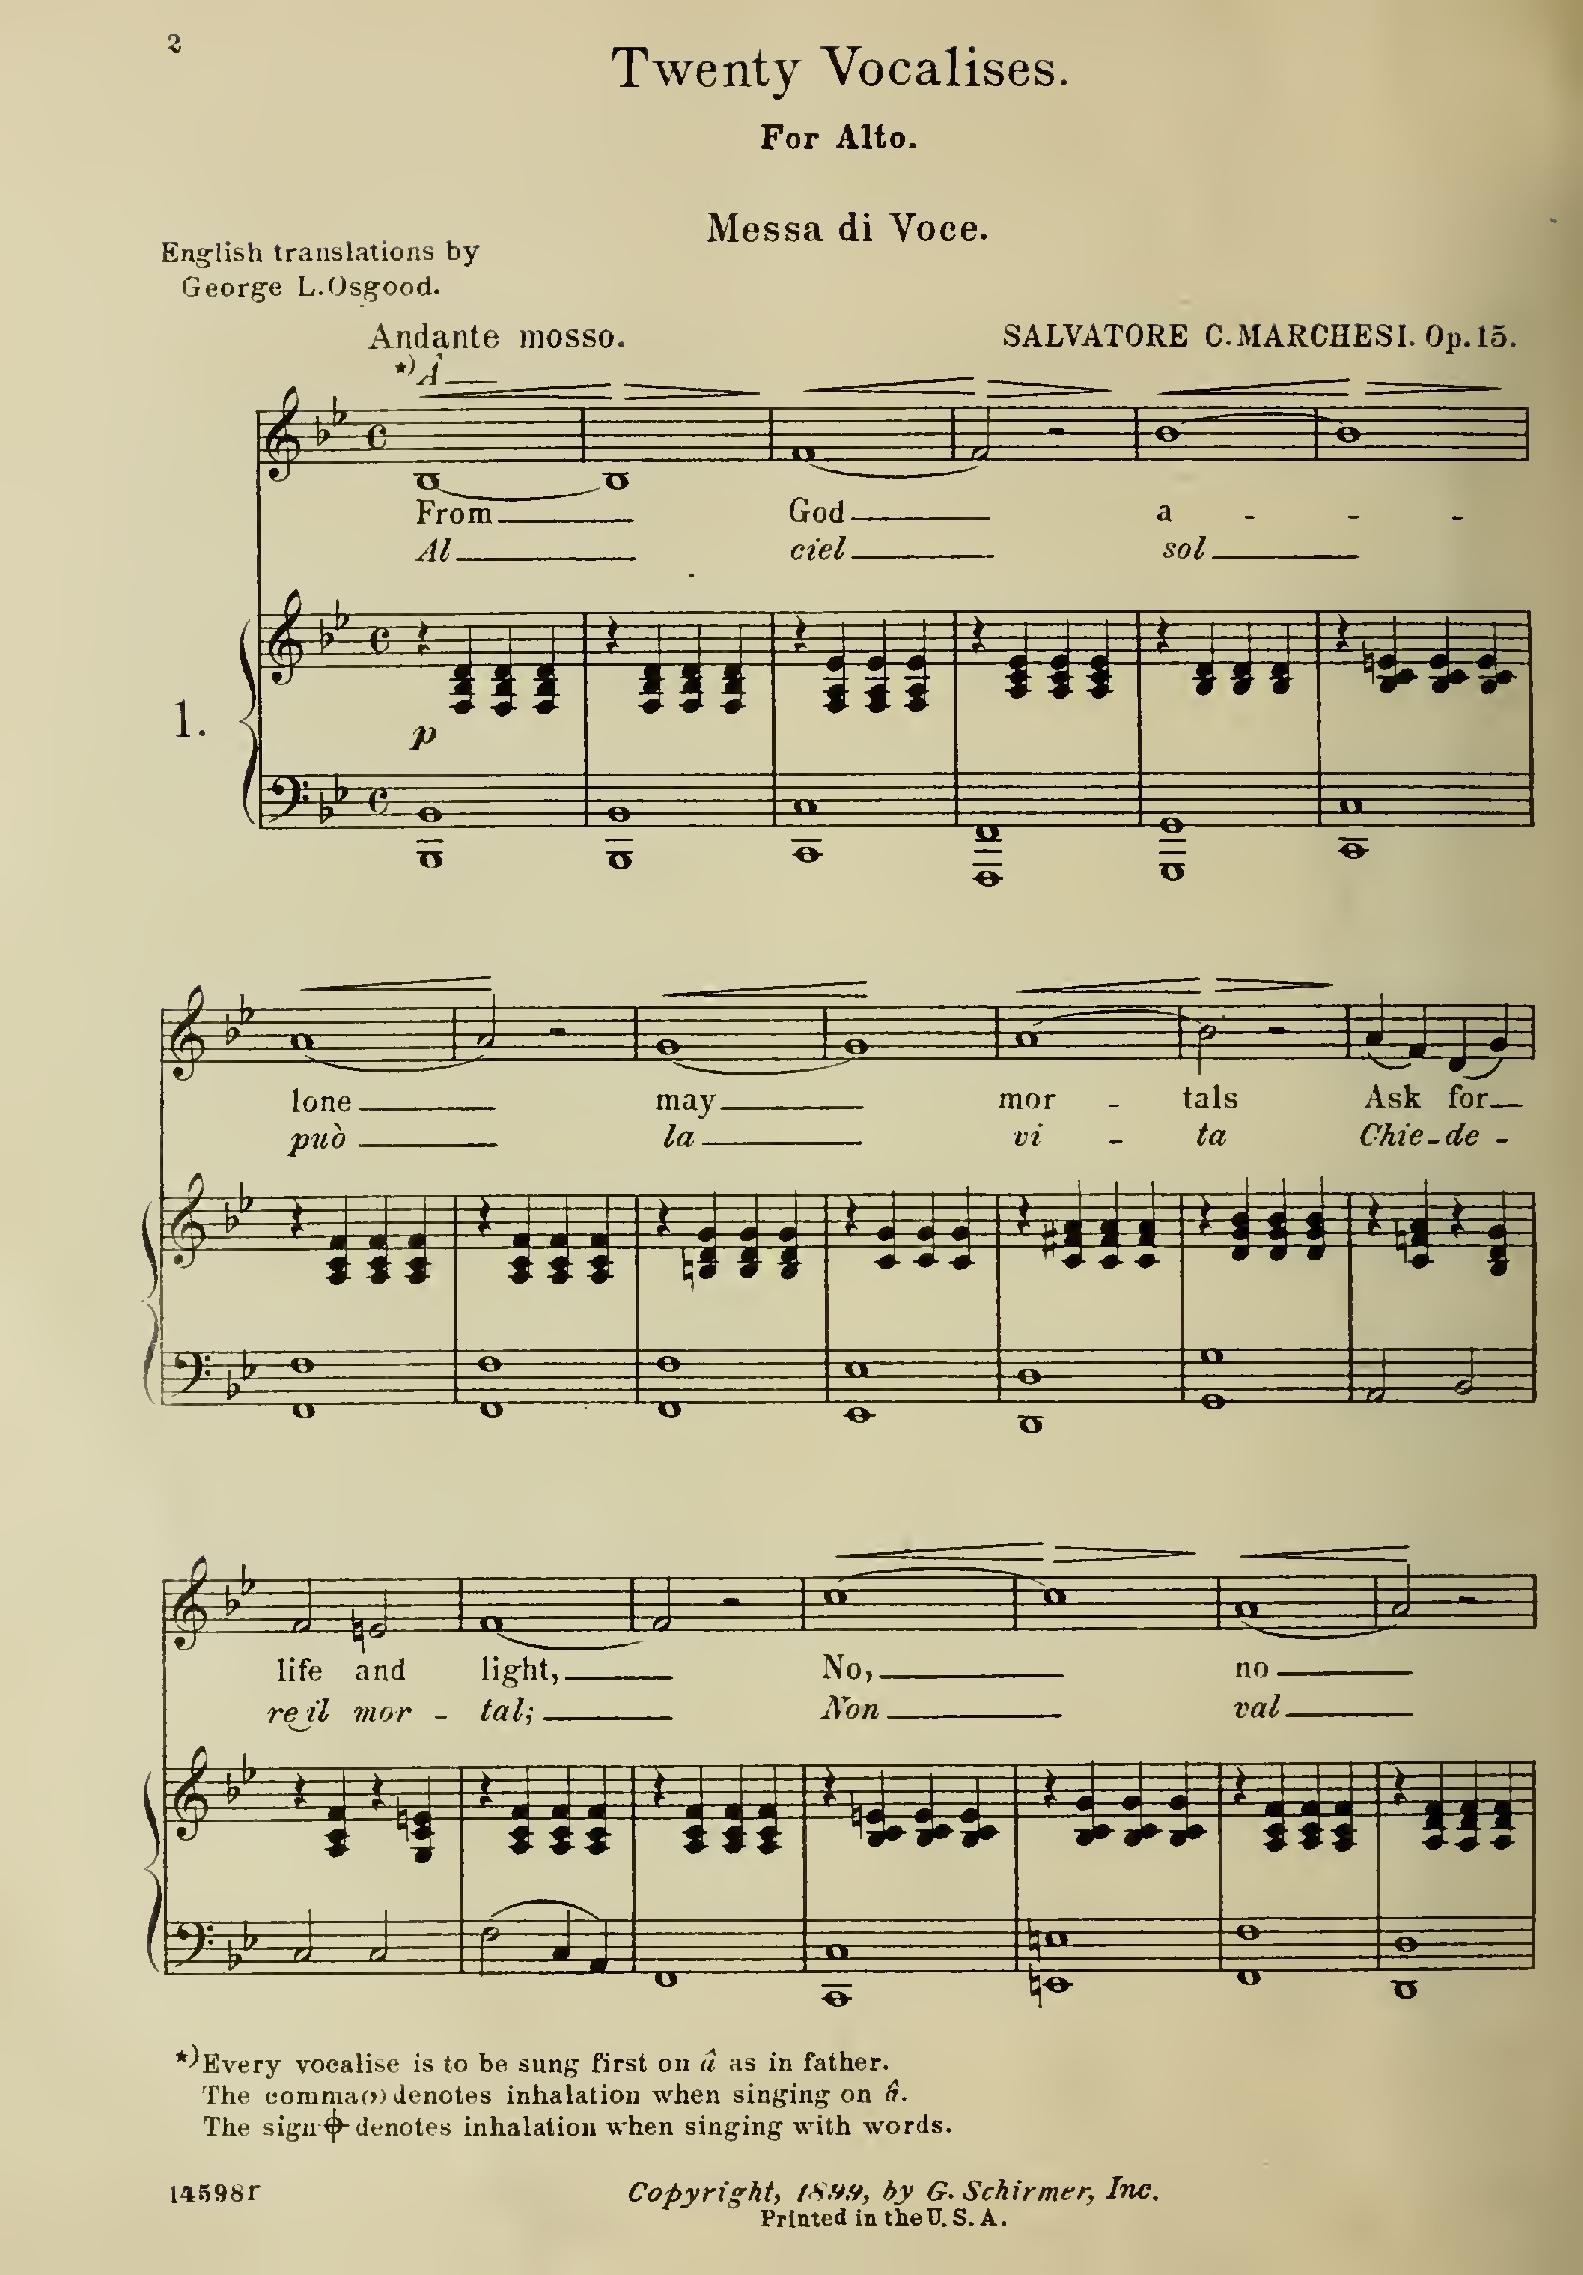 2
Twenty Vocalises.
For Alto.
Messa di Voce.
English translations by
George L. Osgood.
Andante mosso.
SALVATORE C. MARCHESI. Op. 15.
*) Â
From God a - - -
Al ciel sol
1.
p
lone may mor - tals Ask for
può la vi - ta Chie - de -
life and light, No, no
re il mor - tal; Non val
*) Every vocalise is to be sung first on â as in father.
The comma (,) denotes inhalation when singing on â.
The sign denotes inhalation when singing with words.
14598r
Copyright, 1899, by G. Schirmer, Inc.
Printed in the U. S. A.